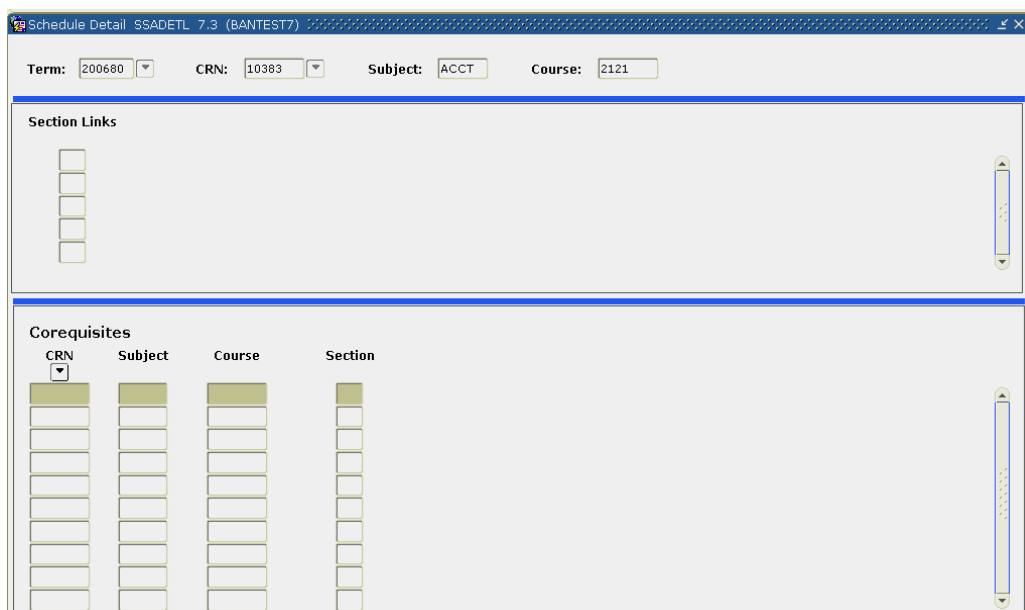 Schedule Detail SSADETL 7.3 (BANTEST7)
Term: 200680 CRN: 10383 Subject: ACCT Course: 2121
Section Links
Corequisites
CRN Subject Course Section